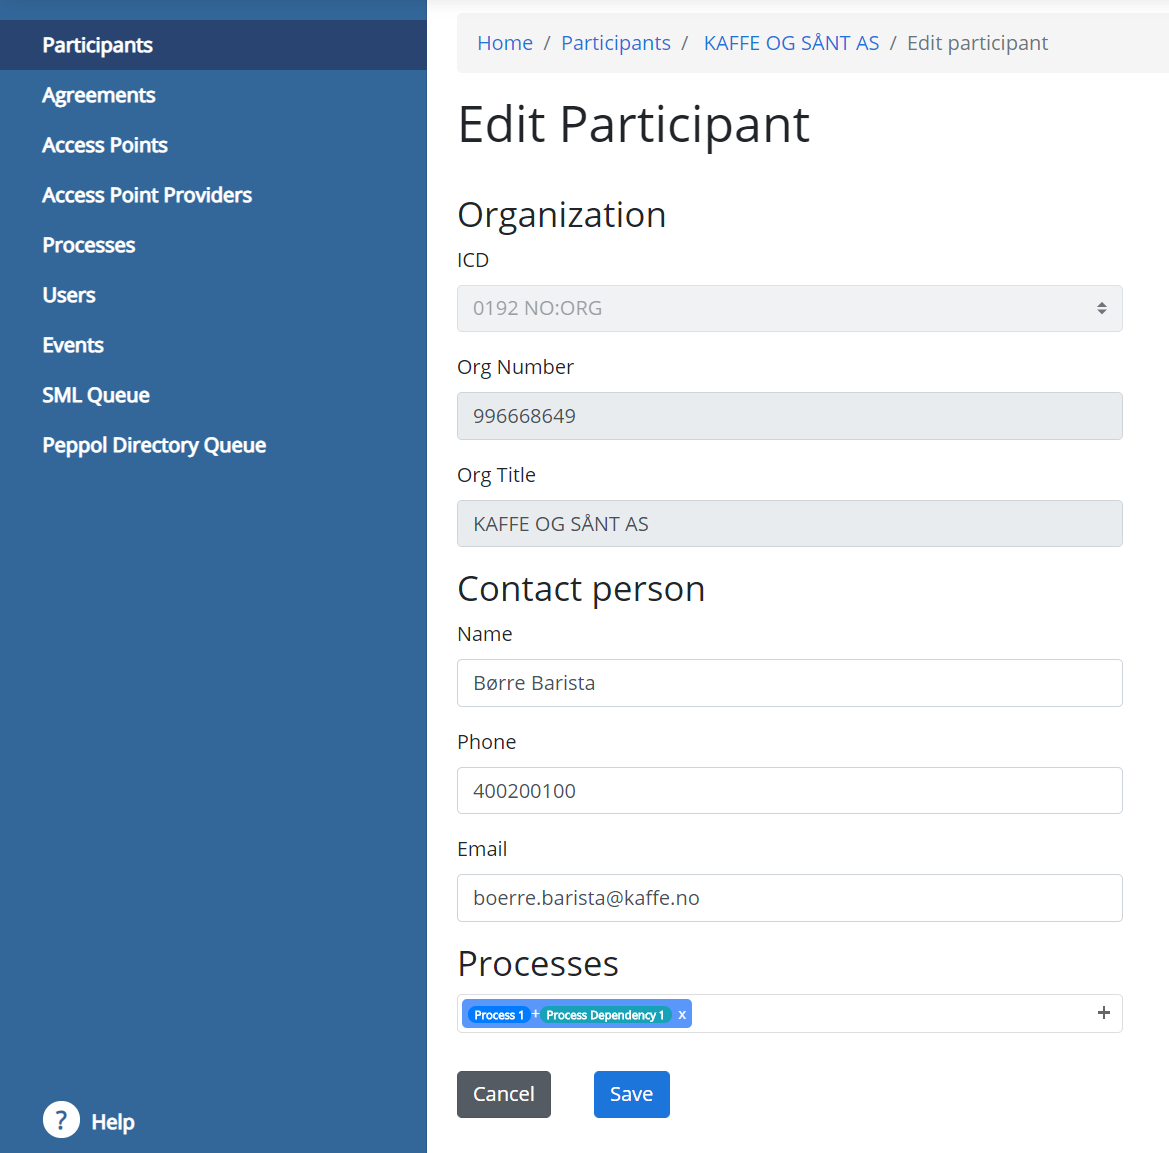 Participants
Agreements
Access Points
Access Point Providers
Processes
Users
Events
SML Queue
Peppol Directory Queue
? Help
Home / Participants / KAFFE OG SÅNT AS / Edit participant
Edit Participant
Organization
ICD
0192 NO:ORG
Org Number
996668649
Org Title
KAFFE OG SÅNT AS
Contact person
Name
Børre Barista
Phone
400200100
Email
boerre.barista@kaffe.no
Processes
Process 1 + Process Dependency 1 x +
Cancel Save